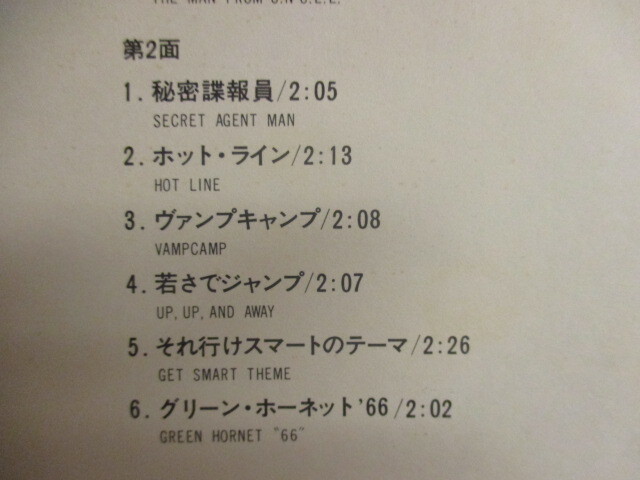 THE MAN FROM U.N.C.L.E.
第2面
1. 秘密諜報員/2:05
SECRET AGENT MAN
2. ホット・ライン/2:13
HOT LINE
3. ヴァンプキャンプ/2:08
VAMPCAMP
4. 若さでジャンプ/2:07
UP, UP, AND AWAY
5. それ行けスマートのテーマ/2:26
GET SMART THEME
6. グリーン・ホーネット'66/2:02
GREEN HORNET "66"